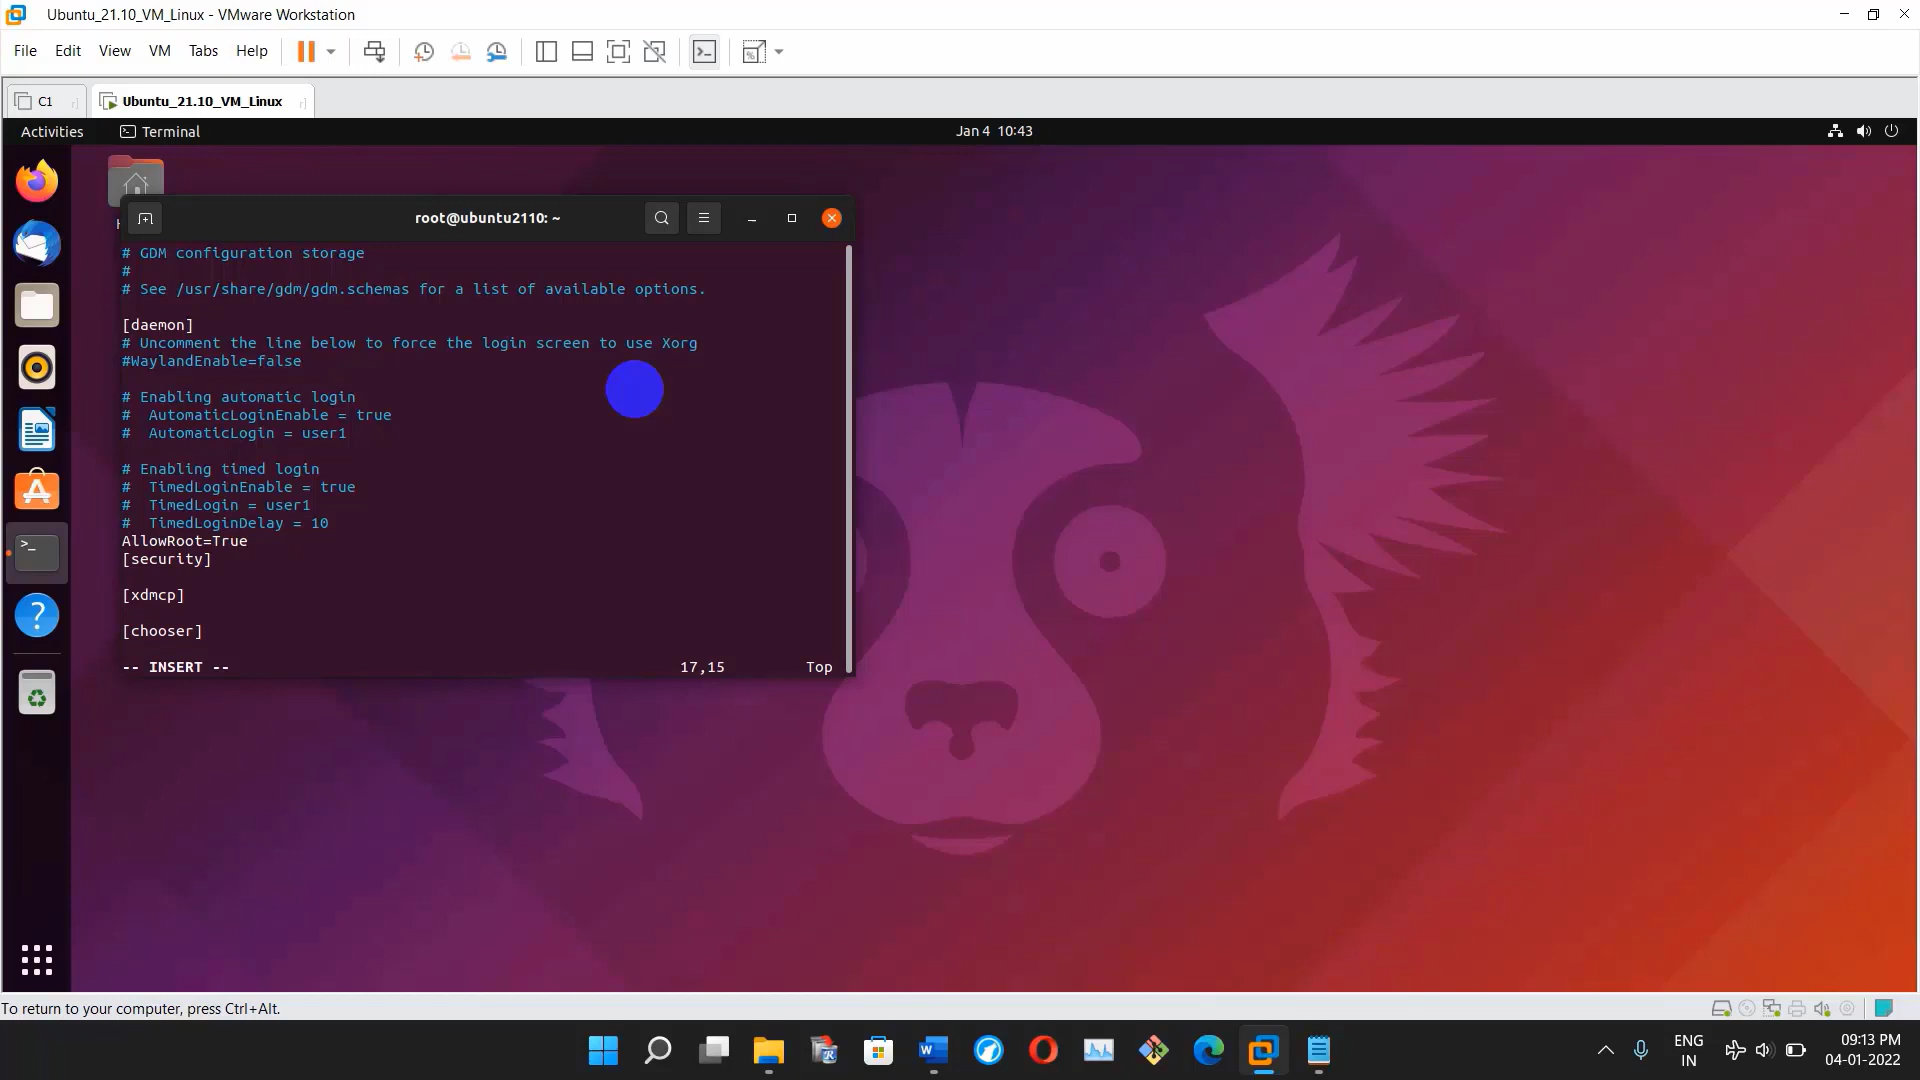 Ubuntu_21.10_VM_Linux - VMware Workstation
File Edit View VM Tabs Help
C1
Ubuntu_21.10_VM_Linux
Activities
Terminal
Jan 4 10:43
root@ubuntu2110: ~
# GDM configuration storage
#
# See /usr/share/gdm/gdm.schemas for a list of available options.
[daemon]
# Uncomment the line below to force the login screen to use Xorg
#WaylandEnable=false
# Enabling automatic login
#  AutomaticLoginEnable = true
#  AutomaticLogin = user1
# Enabling timed login
#  TimedLoginEnable = true
#  TimedLogin = user1
#  TimedLoginDelay = 10
AllowRoot=True
[security]
[xdmcp]
[chooser]
-- INSERT -- 17,15 Top
To return to your computer, press Ctrl+Alt.
ENG
IN
09:13 PM
04-01-2022